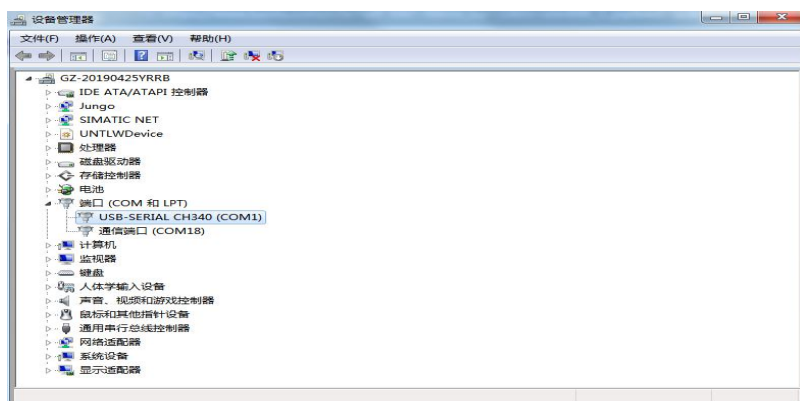 设备管理器
文件(F) 操作(A) 查看(V) 帮助(H)
GZ-20190425YRRB
IDE ATA/ATAPI 控制器
Jungo
SIMATIC NET
UNTLWDevice
处理器
磁盘驱动器
存储控制器
电池
端口 (COM 和 LPT)
USB-SERIAL CH340 (COM1)
通信端口 (COM18)
计算机
监视器
键盘
人体学输入设备
声音、视频和游戏控制器
鼠标和其他指针设备
通用串行总线控制器
网络适配器
系统设备
显示适配器